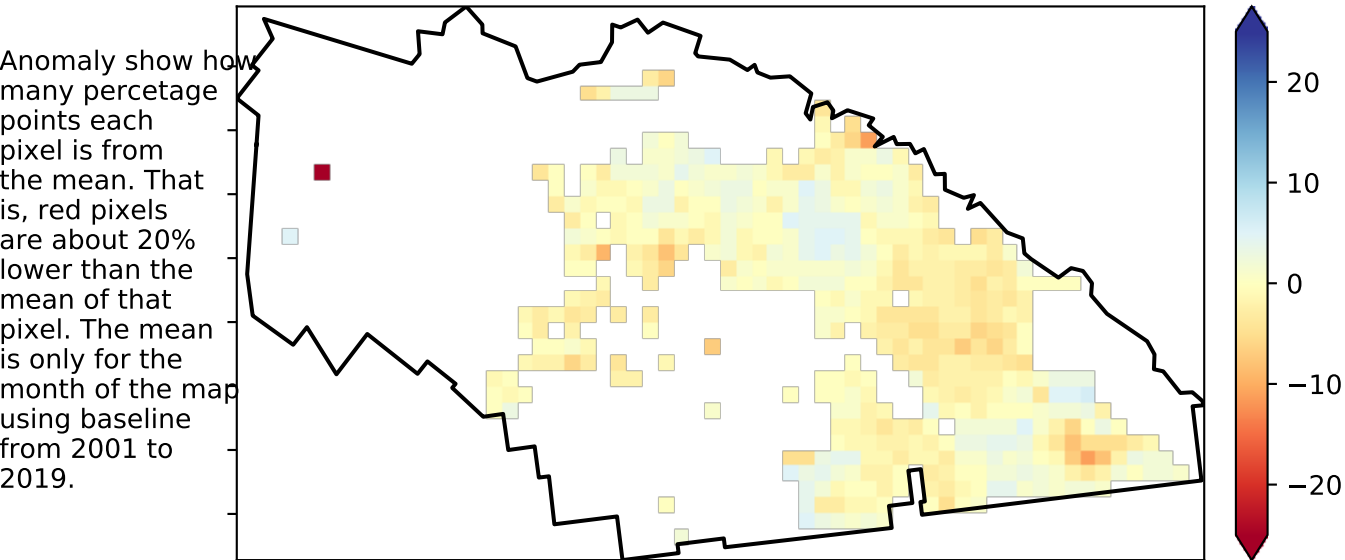 Anomaly show how
many percetage
points each
pixel is from
the mean. That
is, red pixels
are about 20%
lower than the
mean of that
pixel. The mean
is only for the
month of the map
using baseline
from 2001 to
2019.
20
10
0
−10
−20